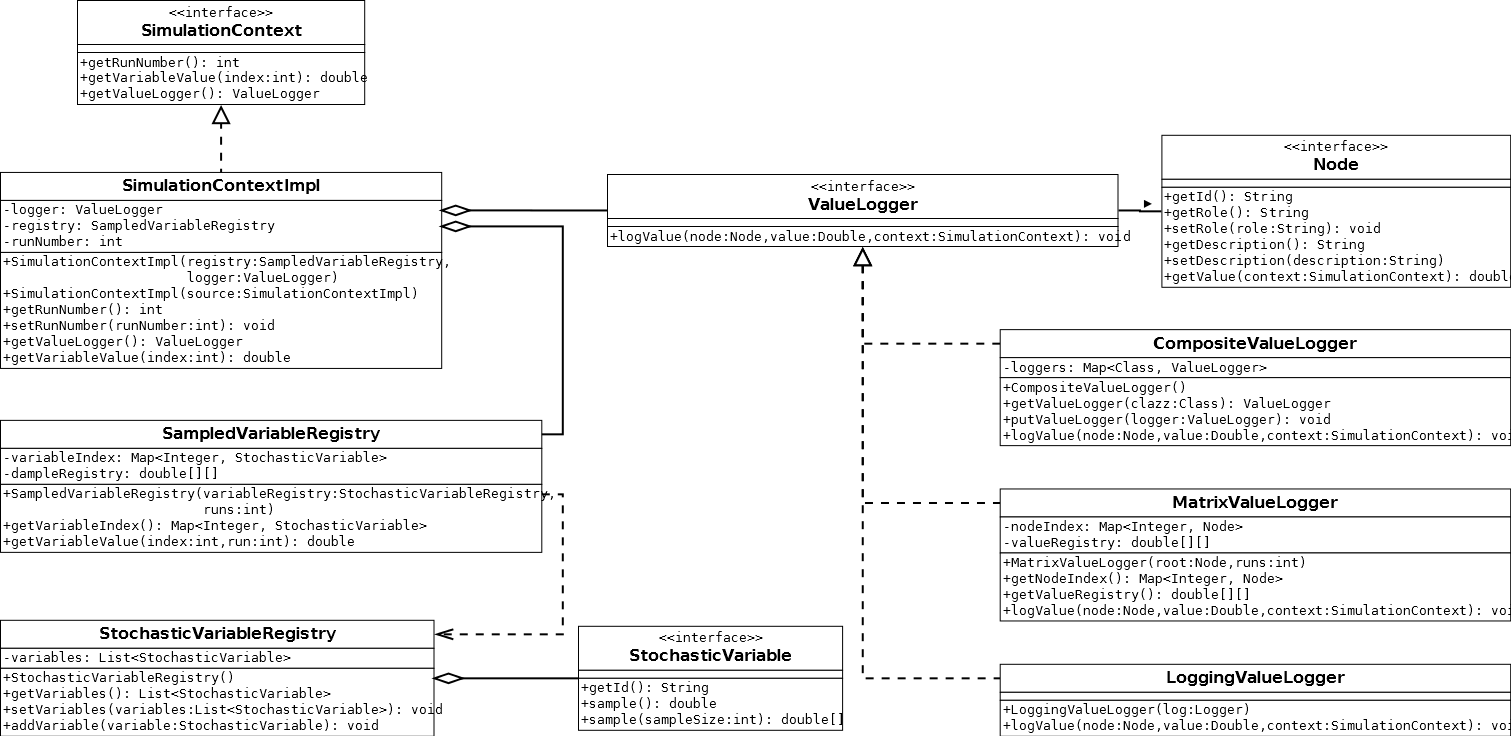 <<interface>>
SimulationContext
+getRunNumber(): int
+getVariableValue(index:int): double
+getValueLogger(): ValueLogger
SimulationContextImpl
-logger: ValueLogger
-registry: SampledVariableRegistry
-runNumber: int
+SimulationContextImpl(registry:SampledVariableRegistry,
logger:ValueLogger)
+SimulationContextImpl(source:SimulationContextImpl)
+getRunNumber(): int
+setRunNumber(runNumber:int): void
+getValueLogger(): ValueLogger
+getVariableValue(index:int): double
<<interface>>
ValueLogger
+logValue(node:Node,value:Double,context:SimulationContext): void
<<interface>>
Node
+getId(): String
+getRole(): String
+setRole(role:String): void
+getDescription(): String
+setDescription(description:String)
+getValue(context:SimulationContext): doubl
CompositeValueLogger
-loggers: Map<Class, ValueLogger>
+CompositeValueLogger()
+getValueLogger(clazz:Class): ValueLogger
+putValueLogger(logger:ValueLogger): void
+logValue(node:Node,value:Double,context:SimulationContext): voi
SampledVariableRegistry
-variableIndex: Map<Integer, StochasticVariable>
-dampleRegistry: double[][]
+SampledVariableRegistry(variableRegistry:StochasticVariableRegistry,
runs:int)
+getVariableIndex(): Map<Integer, StochasticVariable>
+getVariableValue(index:int,run:int): double
MatrixValueLogger
-nodeIndex: Map<Integer, Node>
-valueRegistry: double[][]
+MatrixValueLogger(root:Node,runs:int)
+getNodeIndex(): Map<Integer, Node>
+getValueRegistry(): double[][]
+logValue(node:Node,value:Double,context:SimulationContext): voi
StochasticVariableRegistry
-variables: List<StochasticVariable>
+StochasticVariableRegistry()
+getVariables(): List<StochasticVariable>
+setVariables(variables:List<StochasticVariable>): void
+addVariable(variable:StochasticVariable): void
<<interface>>
StochasticVariable
+getId(): String
+sample(): double
+sample(sampleSize:int): double[]
LoggingValueLogger
+LoggingValueLogger(log:Logger)
+logValue(node:Node,value:Double,context:SimulationContext): voi